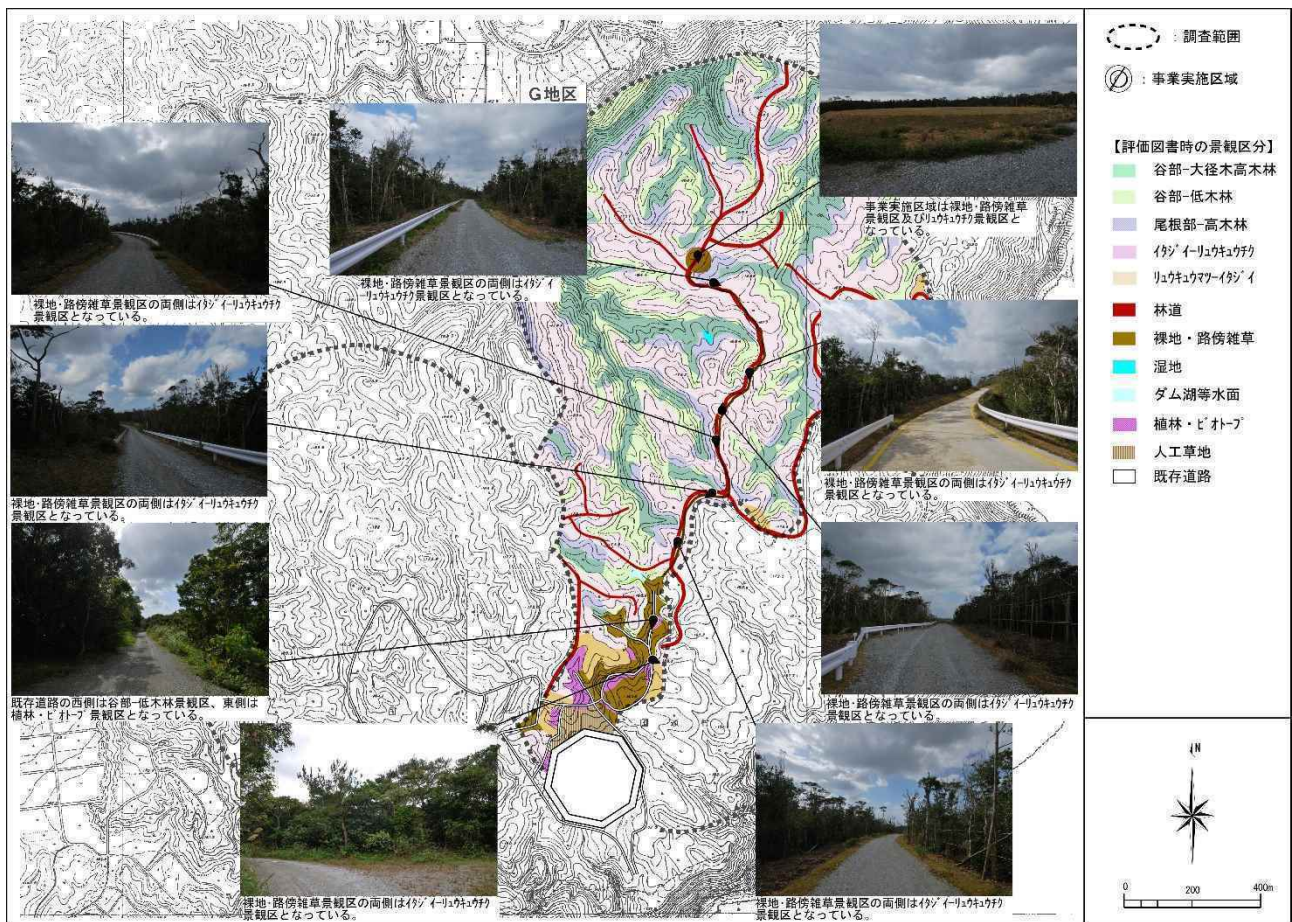 G地区
裸地・路傍雑草景観区の両側はイタジイーリュウキュウチク
景観区となっている。
裸地・路傍雑草景観区の両側はイタジイ
ーリュウキュウチク景観区となっている。
事業実施区域は裸地・路傍雑草
景観区及びリュウキュウチク景観区と
なっている。
裸地・路傍雑草景観区の両側はイタジイーリュウキュウチク
景観区となっている。
裸地・路傍雑草景観区の両側はイタジイーリュウキュウチク
景観区となっている。
既存道路の西側は谷部-低木林景観区、東側は
植林・ビオトープ景観区となっている。
裸地・路傍雑草景観区の両側はイタジイーリュウキュウチク
景観区となっている。
裸地・路傍雑草景観区の両側はイタジイーリュウキュウチク
景観区となっている。
裸地・路傍雑草景観区の両側はイタジイーリュウキュウチク
景観区となっている。
：調査範囲
：事業実施区域
【評価図書時の景観区分】
谷部-大径木高木林
谷部-低木林
尾根部-高木林
イタジイーリュウキュウチク
リュウキュウマツーイタジイ
林道
裸地・路傍雑草
湿地
ダム湖等水面
植林・ビオトープ
人工草地
既存道路
N
0 200 400m